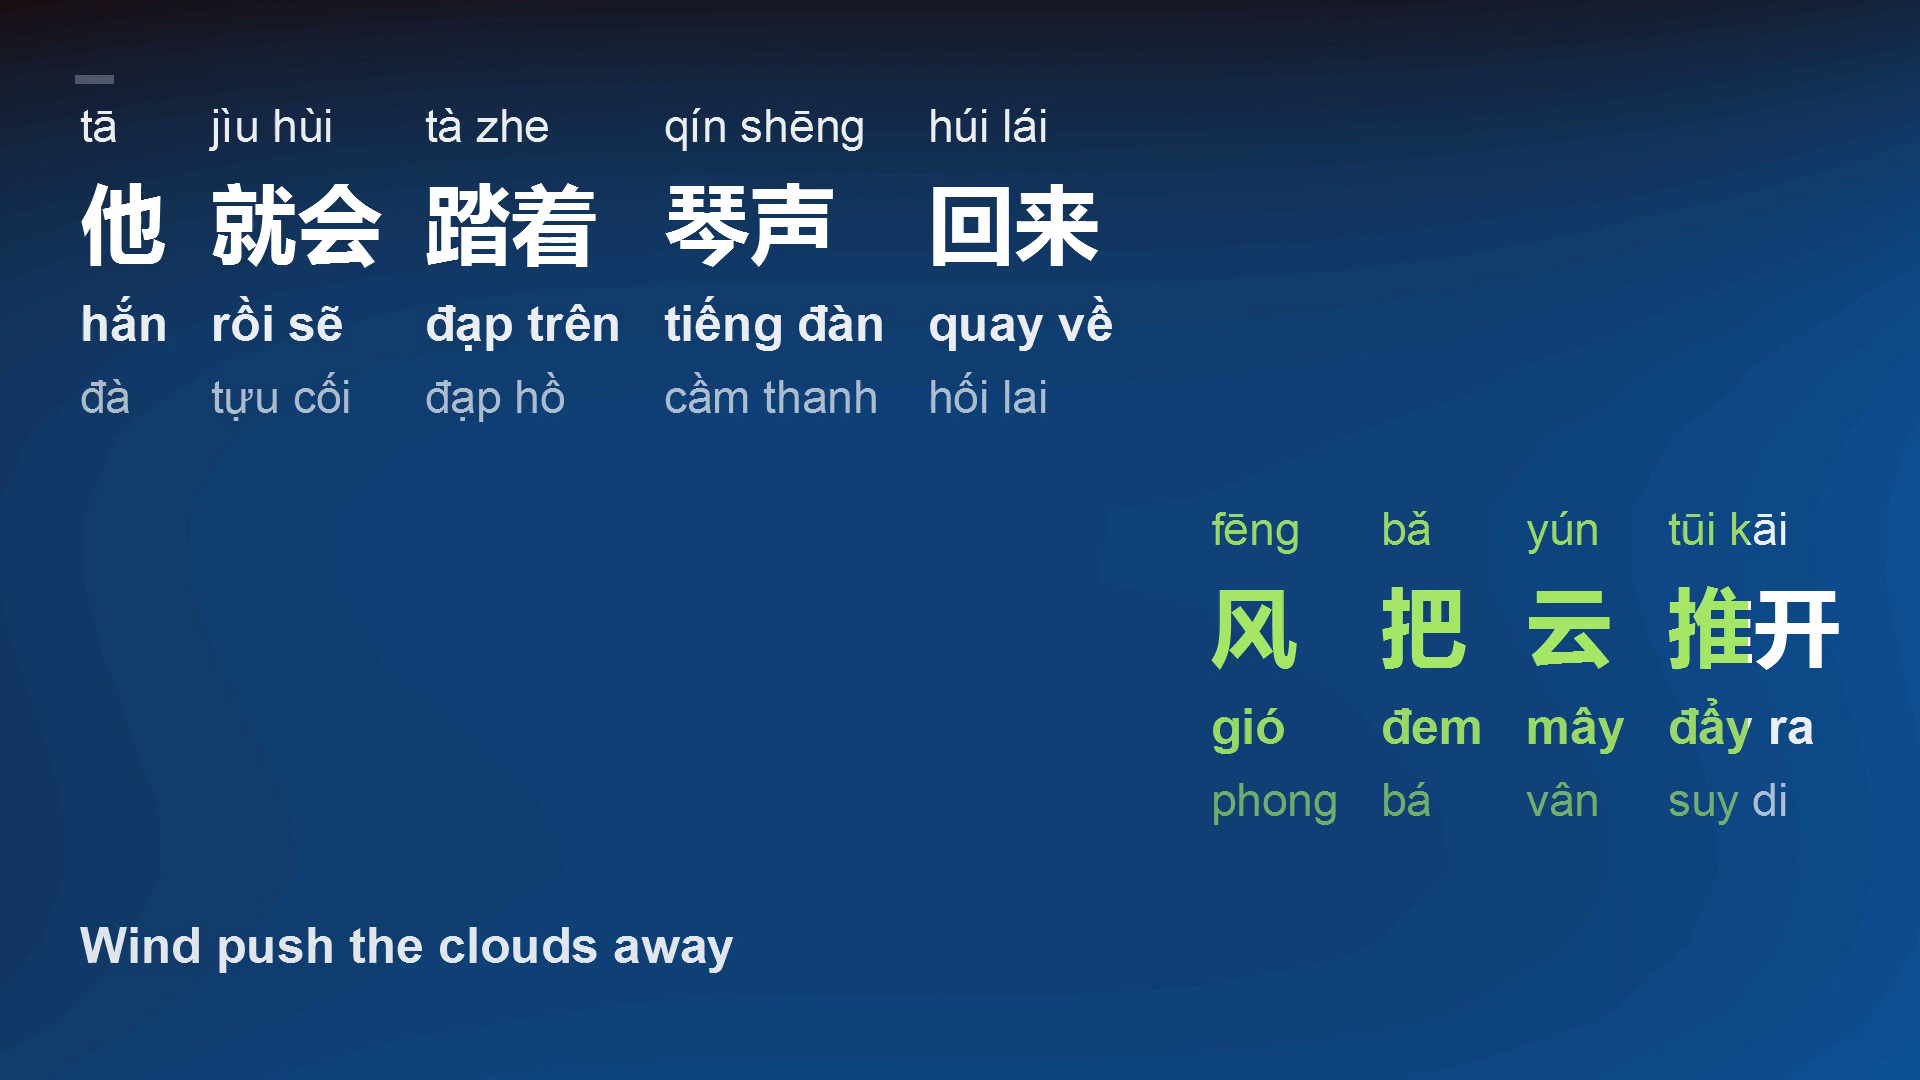 tā jìu hùi tà zhe qín shēng húi lái
他 就会 踏着 琴声 回来
hắn rồi sẽ đạp trên tiếng đàn quay về
đà tựu cối đạp hồ cầm thanh hối lai
fēng bǎ yún tūi kāi
风 把 云 推开
gió đem mây đẩy ra
phong bá vân suy di
Wind push the clouds away